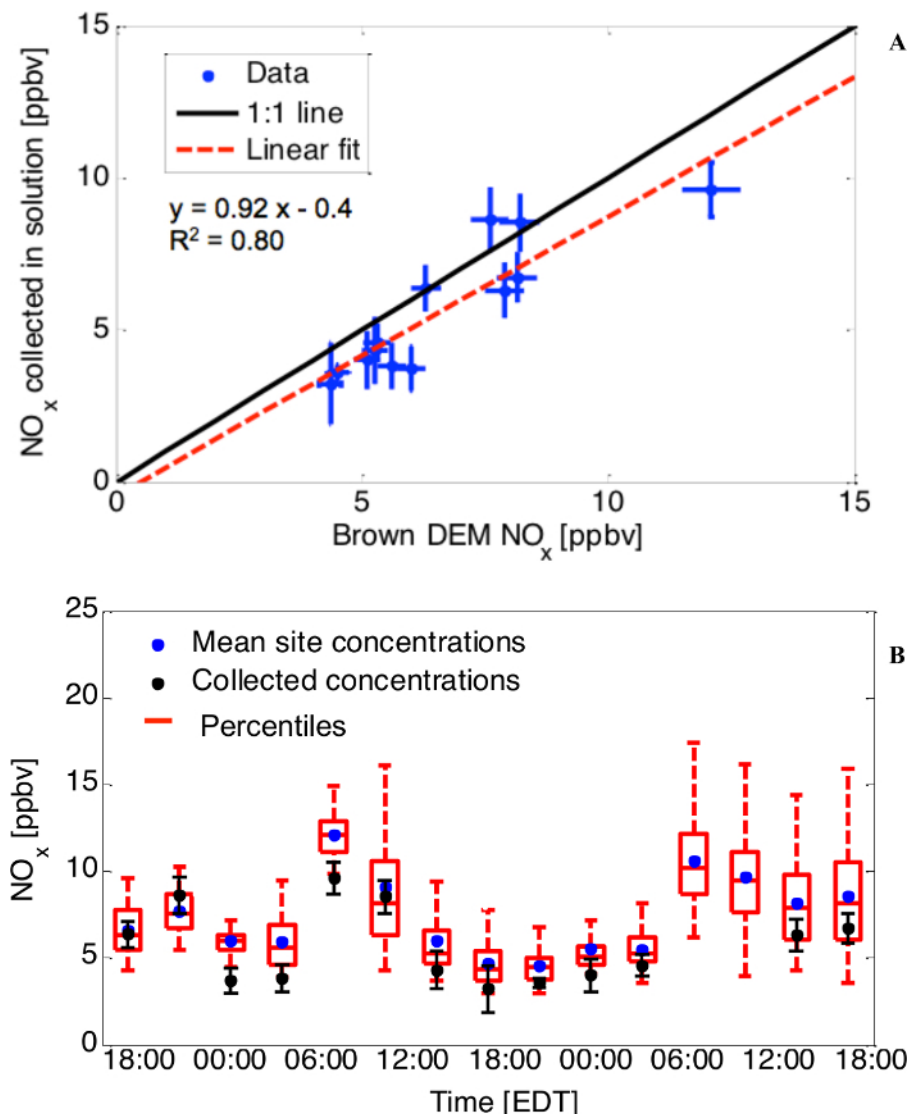 A
15
10
5
0
NOx collected in solution [ppbv]
Data
1:1 line
Linear fit
y = 0.92 x - 0.4
R² = 0.80
0 5 10 15
Brown DEM NOx [ppbv]
B
25
20
15
10
5
0
NOx [ppbv]
Mean site concentrations
Collected concentrations
Percentiles
18:00 00:00 06:00 12:00 18:00 00:00 06:00 12:00 18:00
Time [EDT]